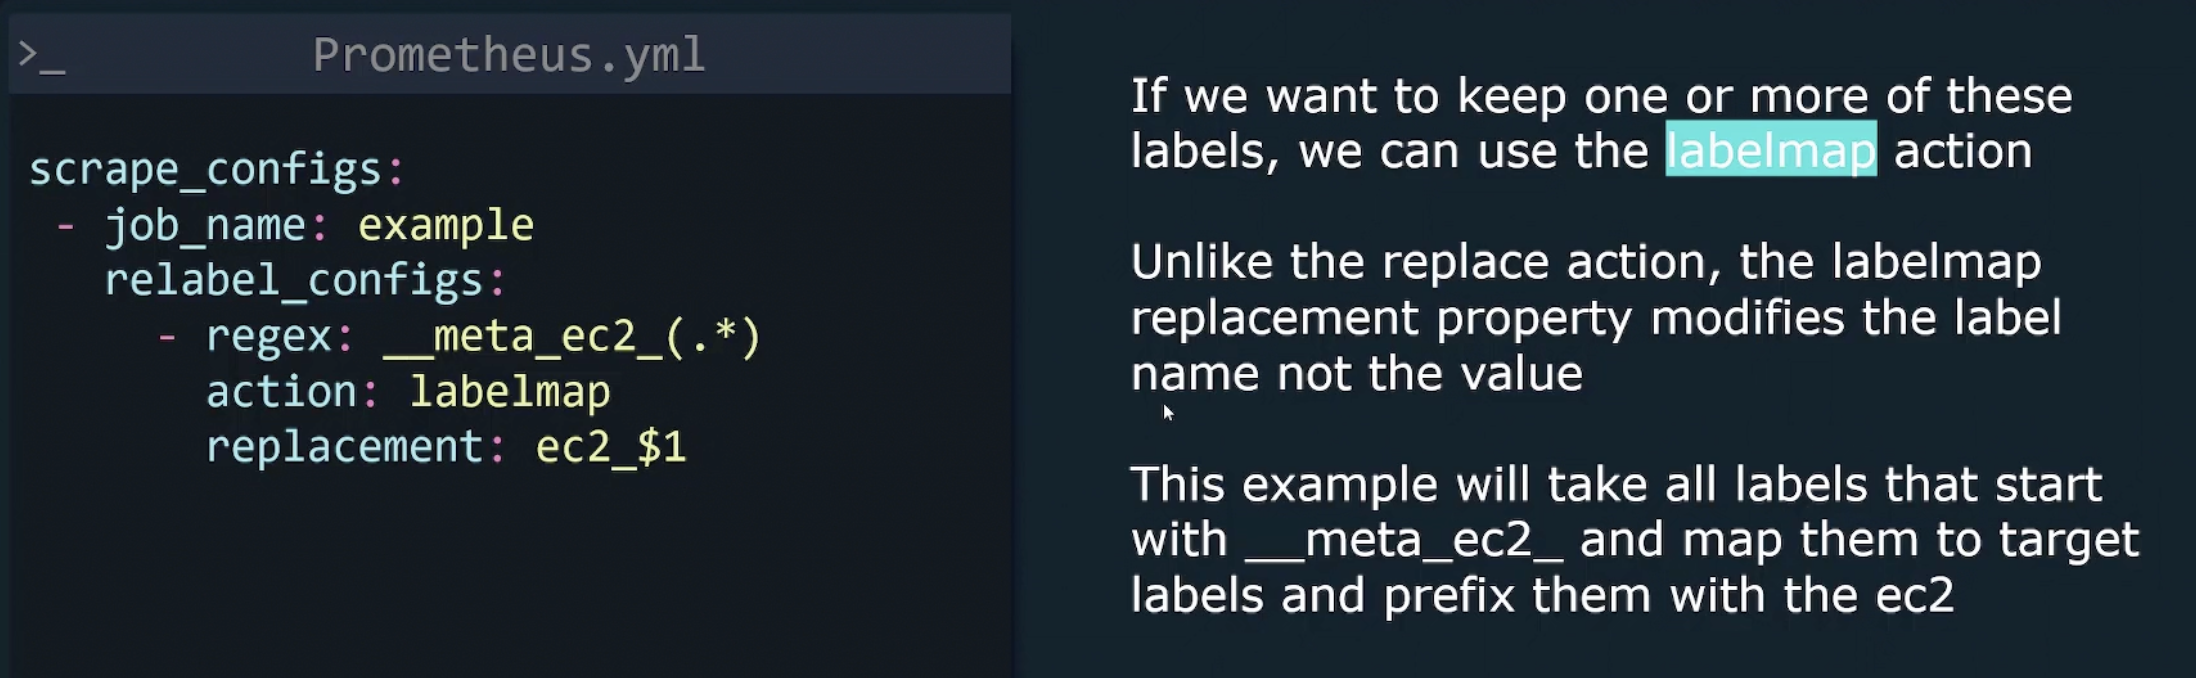 >_ Prometheus.yml
scrape_configs:
- job_name: example
relabel_configs:
- regex: __meta_ec2_(.*)
action: labelmap
replacement: ec2_$1
If we want to keep one or more of these
labels, we can use the labelmap action
Unlike the replace action, the labelmap
replacement property modifies the label
name not the value
This example will take all labels that start
with __meta_ec2_ and map them to target
labels and prefix them with the ec2